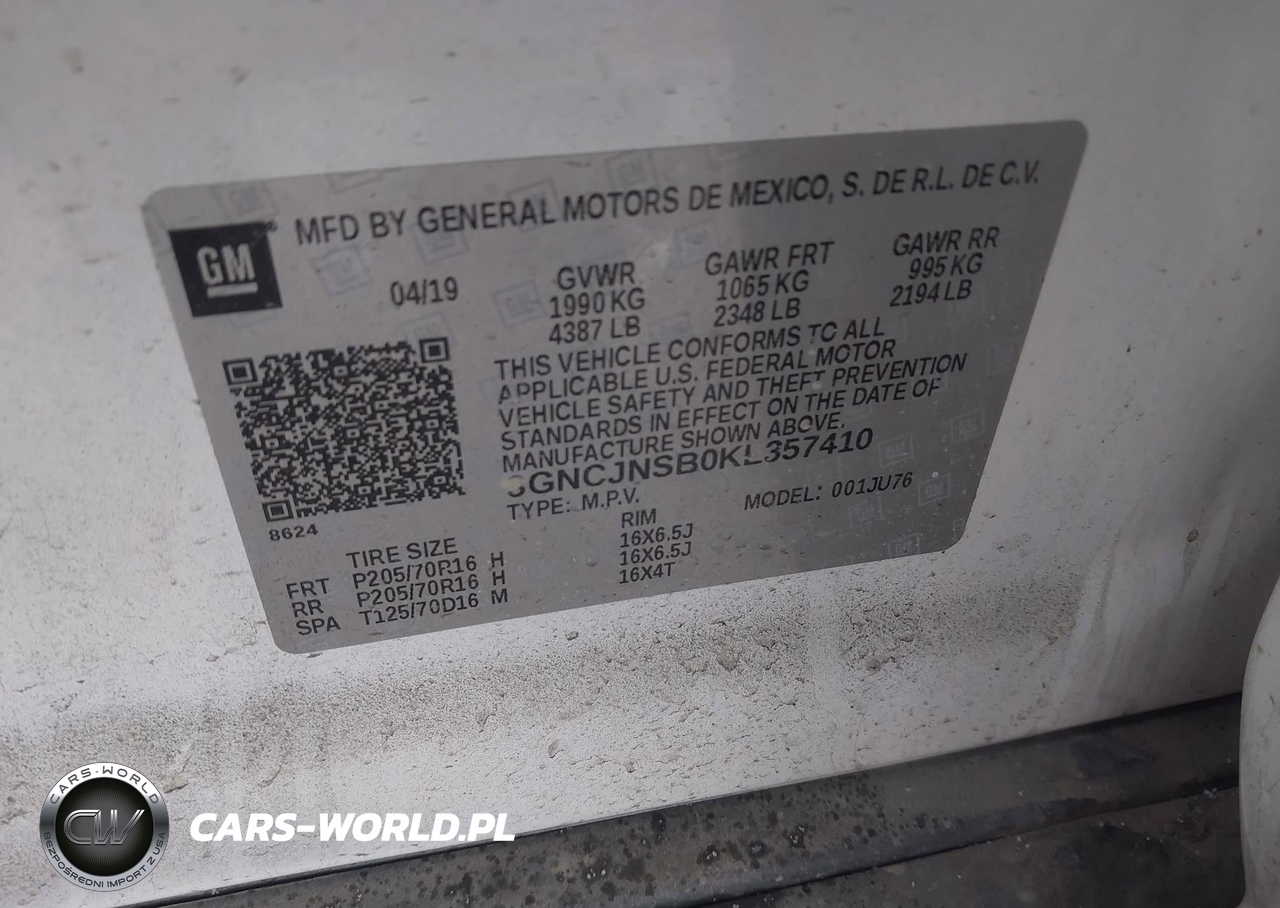 GM
MFD BY GENERAL MOTORS DE MEXICO, S. DE R.L. DE C.V.
04/19 GVWR GAWR FRT GAWR RR
1990 KG 1065 KG 995 KG
4387 LB 2348 LB 2194 LB
THIS VEHICLE CONFORMS TO ALL
APPLICABLE U.S. FEDERAL MOTOR
VEHICLE SAFETY AND THEFT PREVENTION
STANDARDS IN EFFECT ON THE DATE OF
MANUFACTURE SHOWN ABOVE.
3GNCJNSB0KL357410
TYPE: M.P.V. MODEL: 001JU76
8624
TIRE SIZE RIM
FRT P205/70R16 H 16X6.5J
RR P205/70R16 H 16X6.5J
SPA T125/70D16 M 16X4T
CARS-WORLD
CW
BEZPOŚREDNI IMPORT Z USA
CARS-WORLD.PL